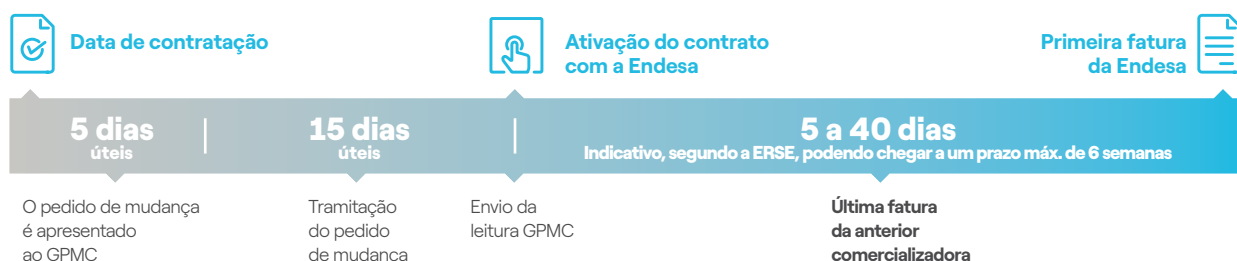 Data de contratação
Ativação do contrato
com a Endesa
Primeira fatura
da Endesa
5 dias
úteis
15 dias
úteis
5 a 40 dias
Indicativo, segundo a ERSE, podendo chegar a um prazo máx. de 6 semanas
O pedido de mudança
é apresentado
ao GPMC
Tramitação
do pedido
de mudança
Envio da
leitura GPMC
Última fatura
da anterior
comercializadora